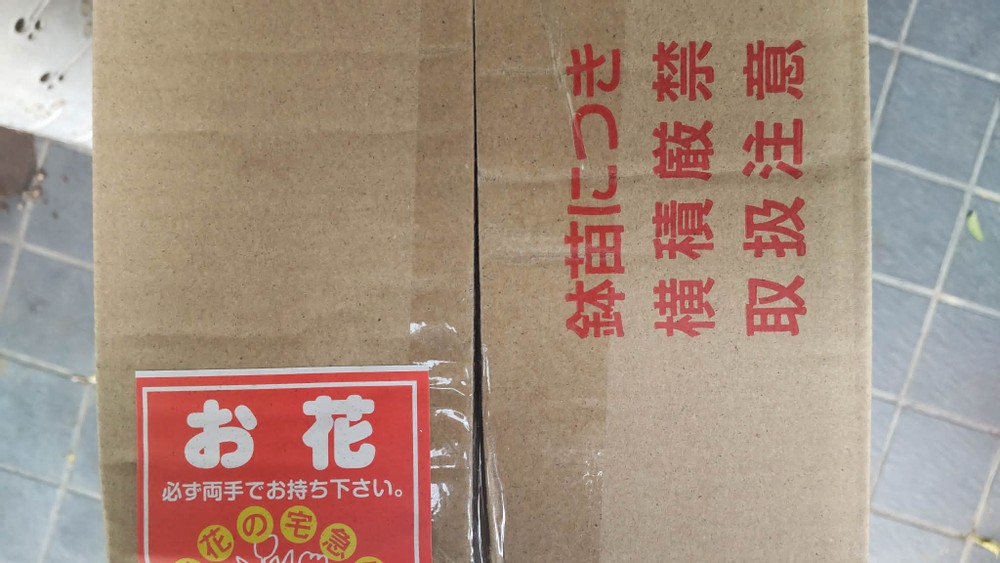 鉢苗につき
横積厳禁
取扱注意
お花
必ず両手でお持ち下さい。
花の宅急